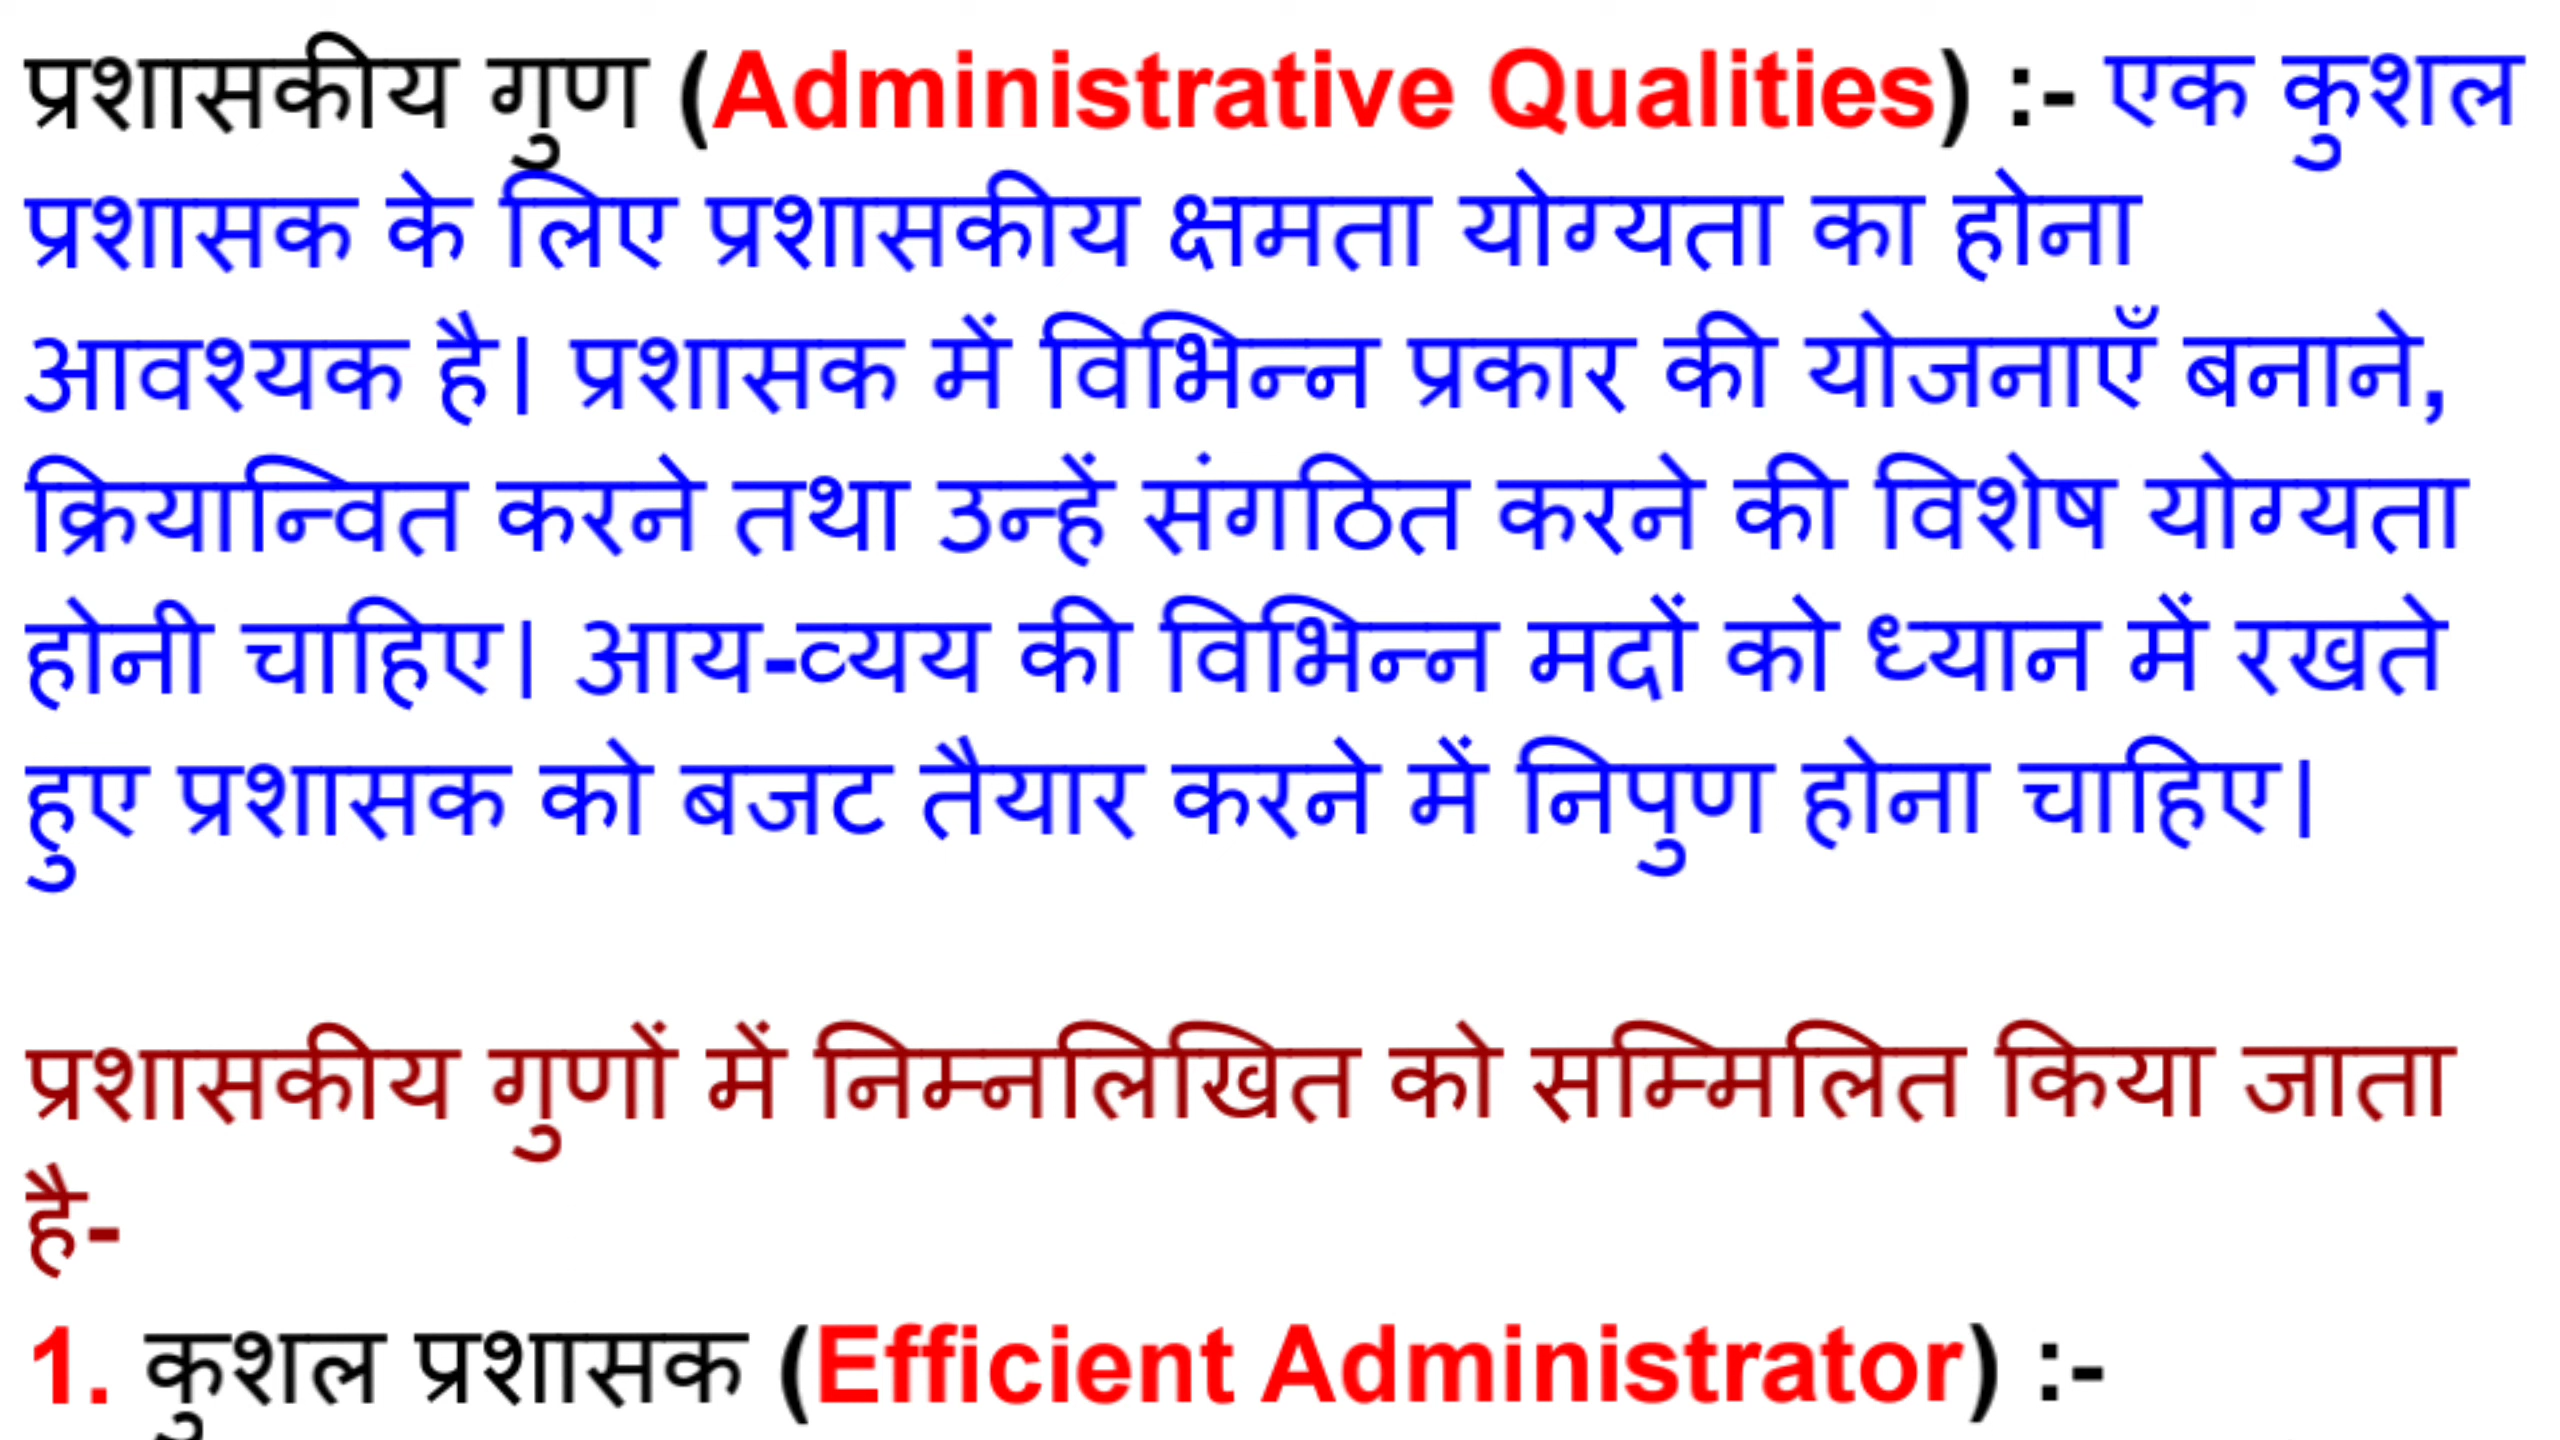 प्रशासकीय गुण (Administrative Qualities) :- एक कुशल
प्रशासक के लिए प्रशासकीय क्षमता योग्यता का होना
आवश्यक है। प्रशासक में विभिन्न प्रकार की योजनाएँ बनाने,
क्रियान्वित करने तथा उन्हें संगठित करने की विशेष योग्यता
होनी चाहिए। आय-व्यय की विभिन्न मदों को ध्यान में रखते
हुए प्रशासक को बजट तैयार करने में निपुण होना चाहिए।
प्रशासकीय गुणों में निम्नलिखित को सम्मिलित किया जाता
है-
1. कुशल प्रशासक (Efficient Administrator) :-